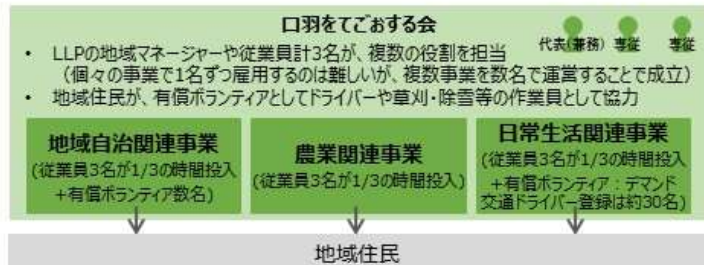 口羽をてごおする会
代表(兼務) 専従 専従
• LLPの地域マネージャーや従業員計3名が、複数の役割を担当
(個々の事業で1名ずつ雇用するのは難しいが、複数事業を数名で運営することで成立)
• 地域住民が、有償ボランティアとしてドライバーや草刈・除雪等の作業員として協力
地域自治関連事業
(従業員3名が1/3の時間投入
+有償ボランティア数名)
農業関連事業
(従業員3名が1/3の時間投入)
日常生活関連事業
(従業員3名が1/3の時間投入
+有償ボランティア：デマンド
交通ドライバー登録は約30名)
地域住民